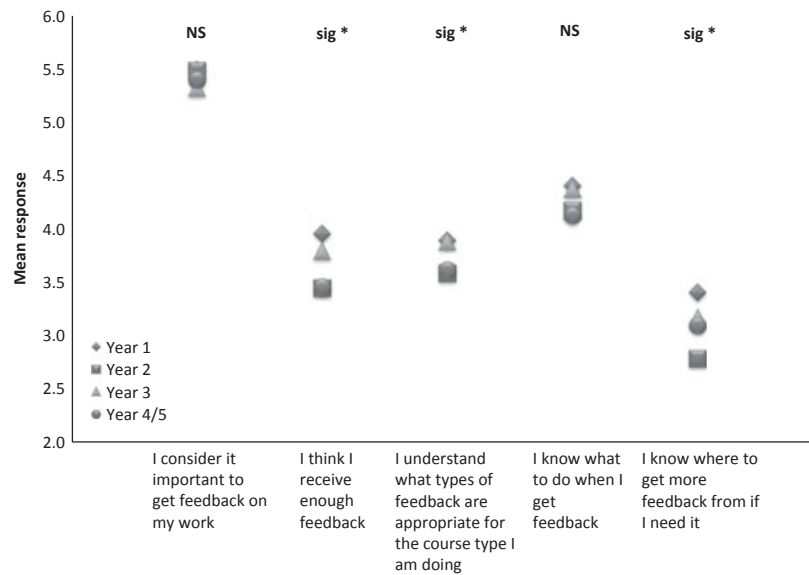 6.0
NS
sig *
sig *
NS
sig *
5.5
5.0
4.5
4.0
3.5
3.0
2.5
2.0
Mean response
Year 1
Year 2
Year 3
Year 4/5
I consider it
important to
get feedback on
my work
I think I
receive
enough
feedback
I understand
what types of
feedback are
appropriate for
the course type I
am doing
I know what
to do when I
get
feedback
I know where to
get more
feedback from if
I need it